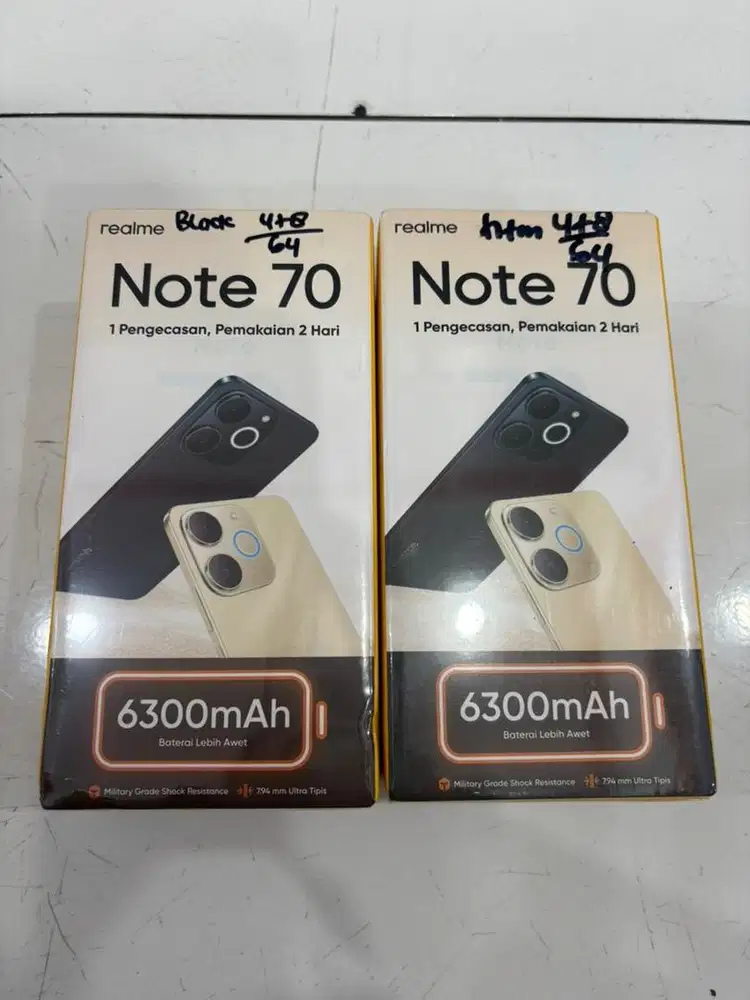 realme Black 4+8
64
Note 70
1 Pengecasan, Pemakaian 2 Hari
6300mAh
Baterai Lebih Awet
Military Grade Shock Resistance 7.94 mm Ultra Tipis
realme hitam 4+8
64
Note 70
1 Pengecasan, Pemakaian 2 Hari
6300mAh
Baterai Lebih Awet
Military Grade Shock Resistance 7.94 mm Ultra Tipis